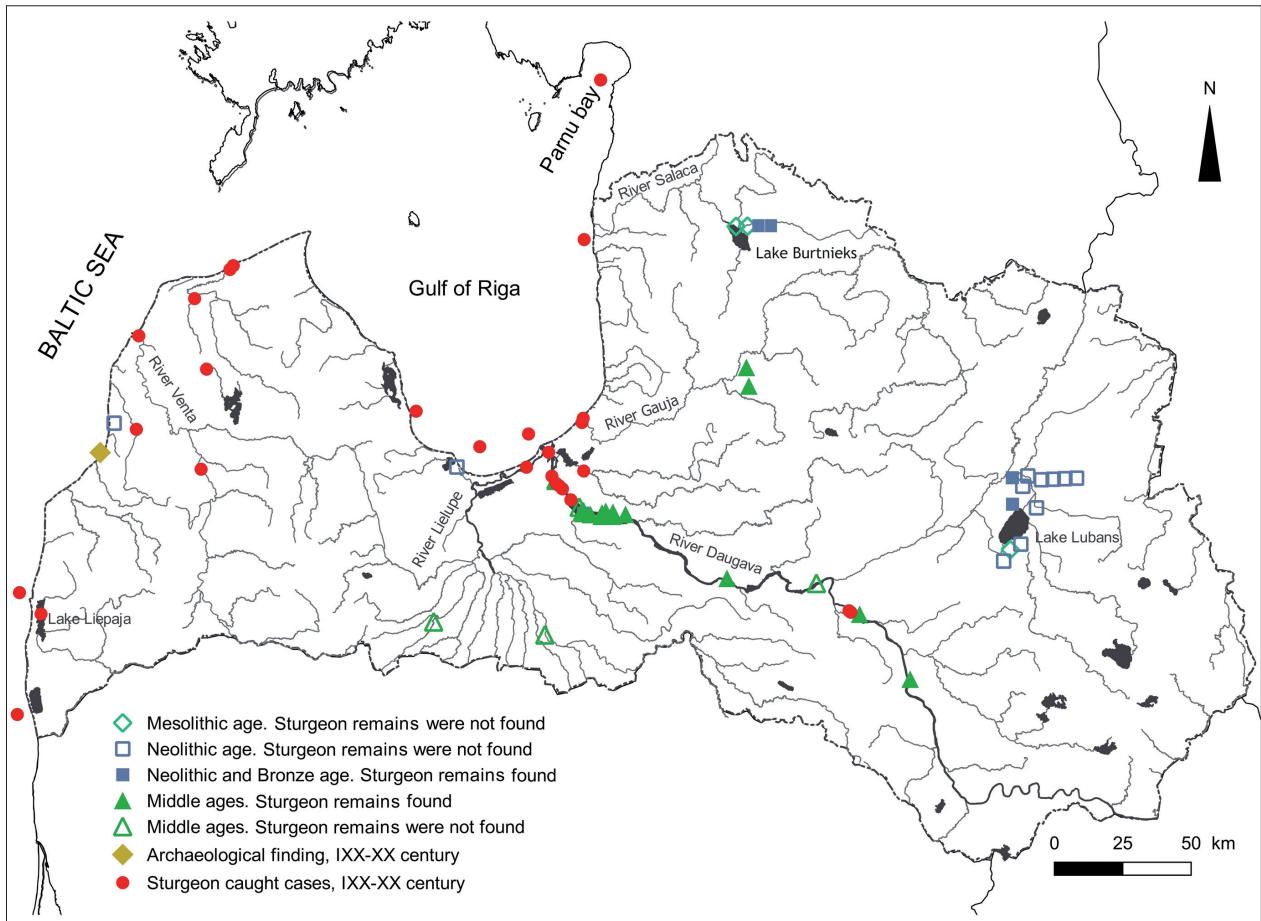 Parnu bay
N
River Salaca
Lake Burtnieks
BALTIC SEA
Gulf of Riga
River Venta
River Gauja
River Lielupe
River Daugava
Lake Lubans
Lake Liepaja
Mesolithic age. Sturgeon remains were not found
Neolithic age. Sturgeon remains were not found
Neolithic and Bronze age. Sturgeon remains found
Middle ages. Sturgeon remains found
Middle ages. Sturgeon remains were not found
Archaeological finding, IXX-XX century
Sturgeon caught cases, IXX-XX century
0 25 50 km